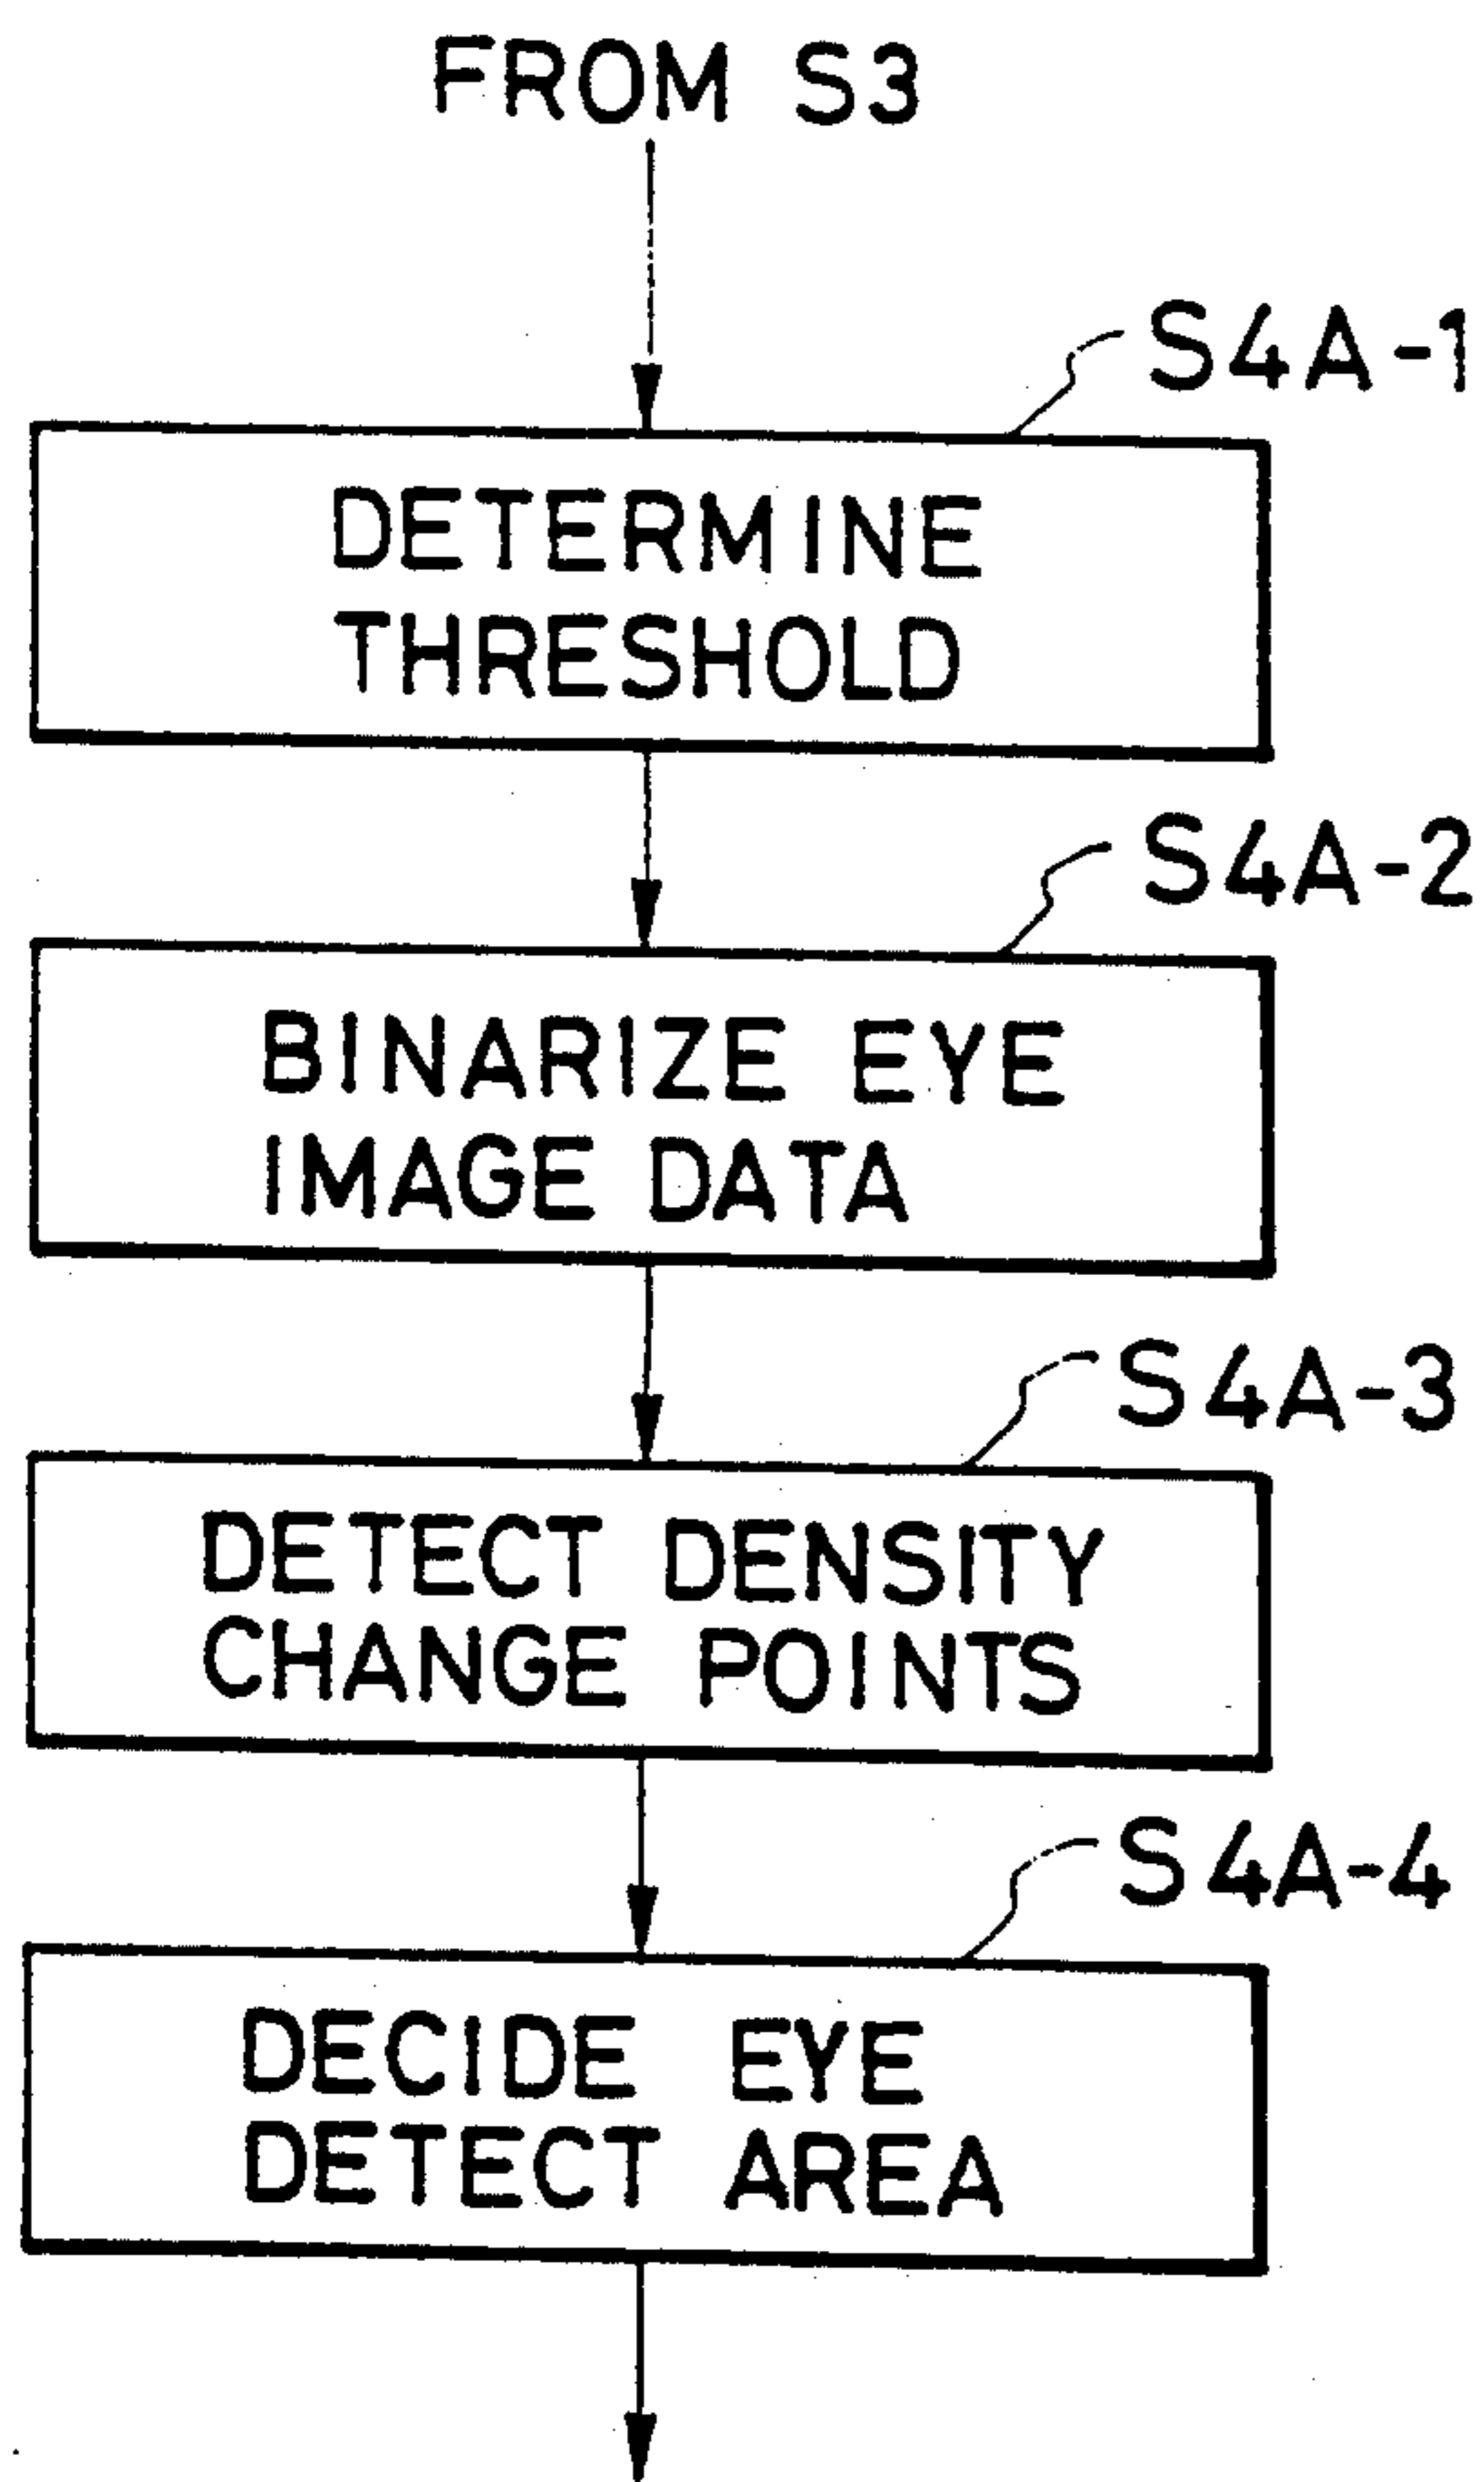 FROM S3
S4A-1
DETERMINE
THRESHOLD
S4A-2
BINARIZE EYE
IMAGE DATA
S4A-3
DETECT DENSITY
CHANGE POINTS
S4A-4
DECIDE EYE
DETECT AREA